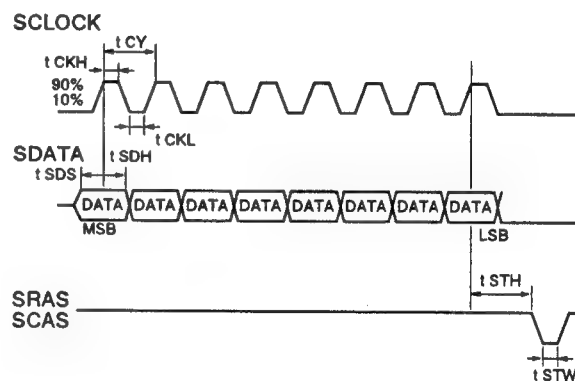 SCLOCK
t CY
t CKH
90%
10%
t CKL
SDATA
t SDH
t SDS
DATA DATA DATA DATA DATA DATA DATA DATA
MSB
LSB
t STH
SRAS
SCAS
t STW